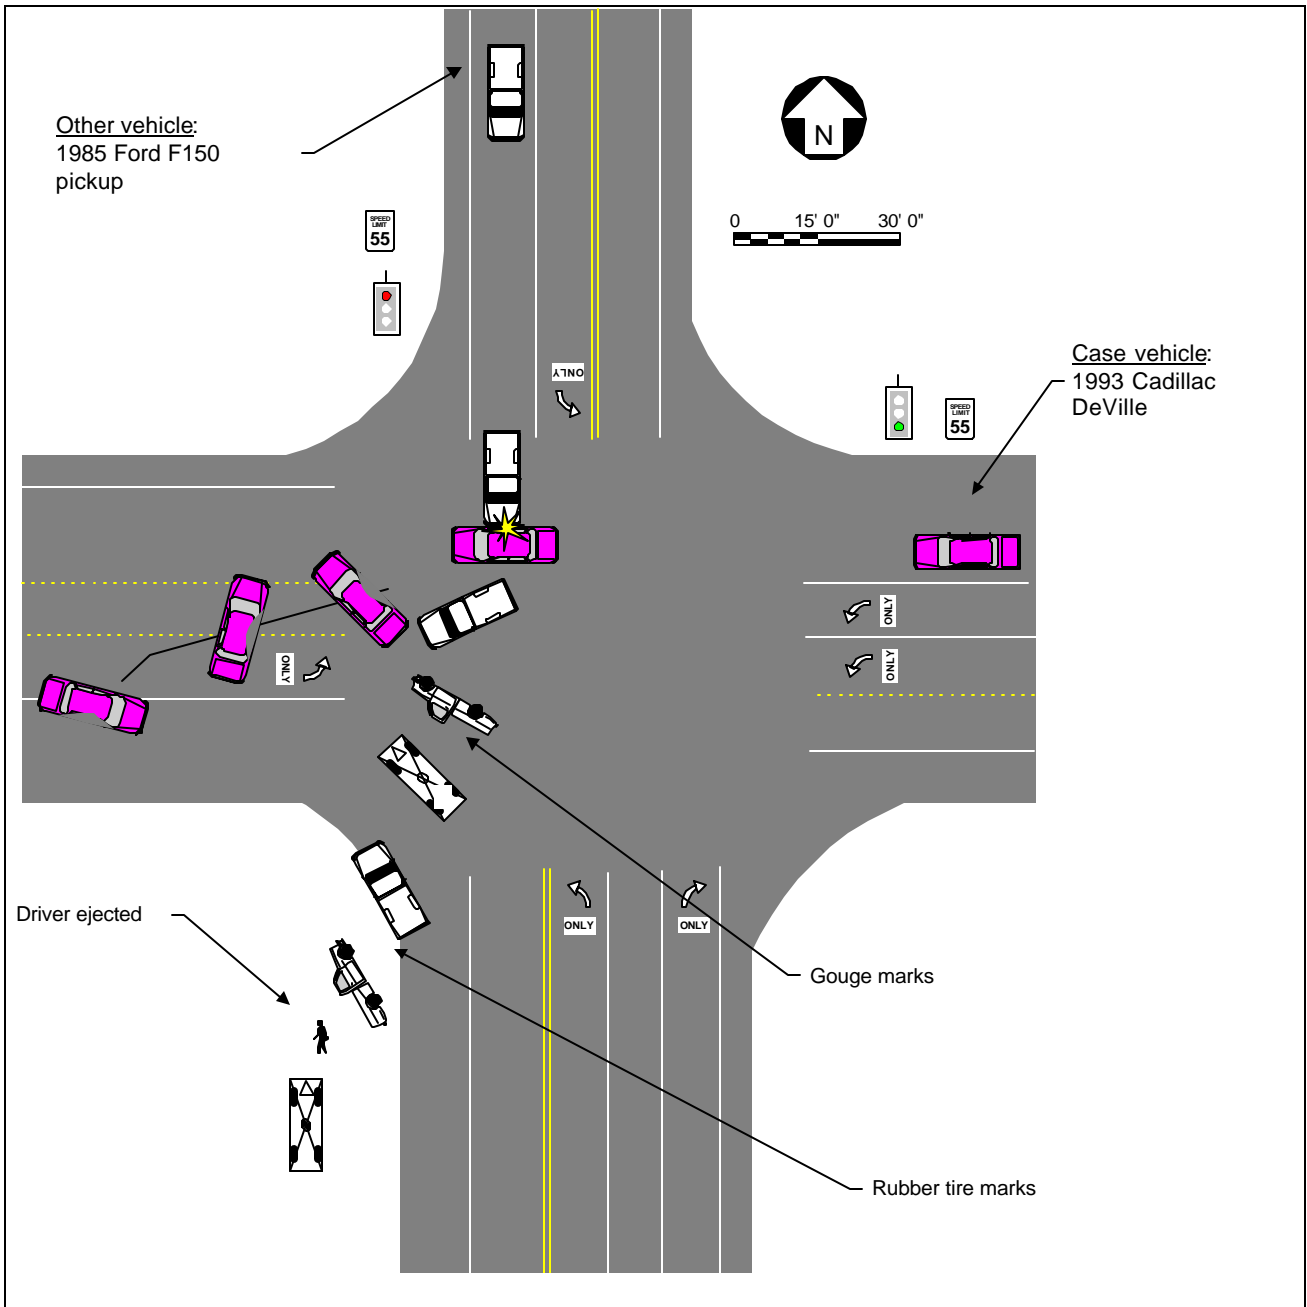 Other vehicle:
1985 Ford F150
pickup
N
0 15' 0" 30' 0"
SPEED
LIMIT
55
Case vehicle:
1993 Cadillac
DeVille
ONLY
SPEED
LIMIT
55
ONLY
ONLY
ONLY
Driver ejected
ONLY
ONLY
Gouge marks
Rubber tire marks